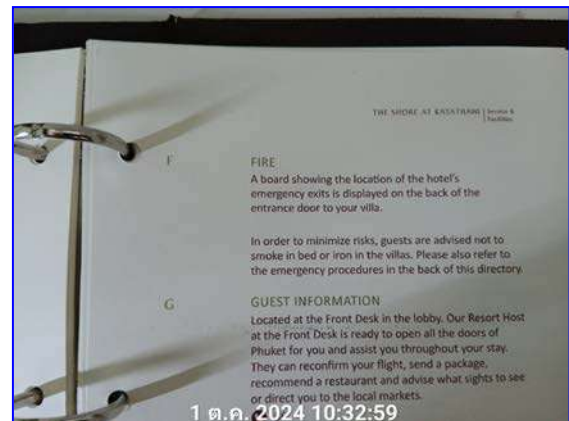 THE SHORE AT KATATHANI | Service &
Facilities
F
FIRE
A board showing the location of the hotel's
emergency exits is displayed on the back of the
entrance door to your villa.
In order to minimize risks, guests are advised not to
smoke in bed or iron in the villas. Please also refer to
the emergency procedures in the back of this directory.
G
GUEST INFORMATION
Located at the Front Desk in the lobby. Our Resort Host
at the Front Desk is ready to open all the doors of
Phuket for you and assist you throughout your stay.
They can reconfirm your flight, send a package,
recommend a restaurant and advise what sights to see
or direct you to the local markets.
1 ต.ค. 2024 10:32:59